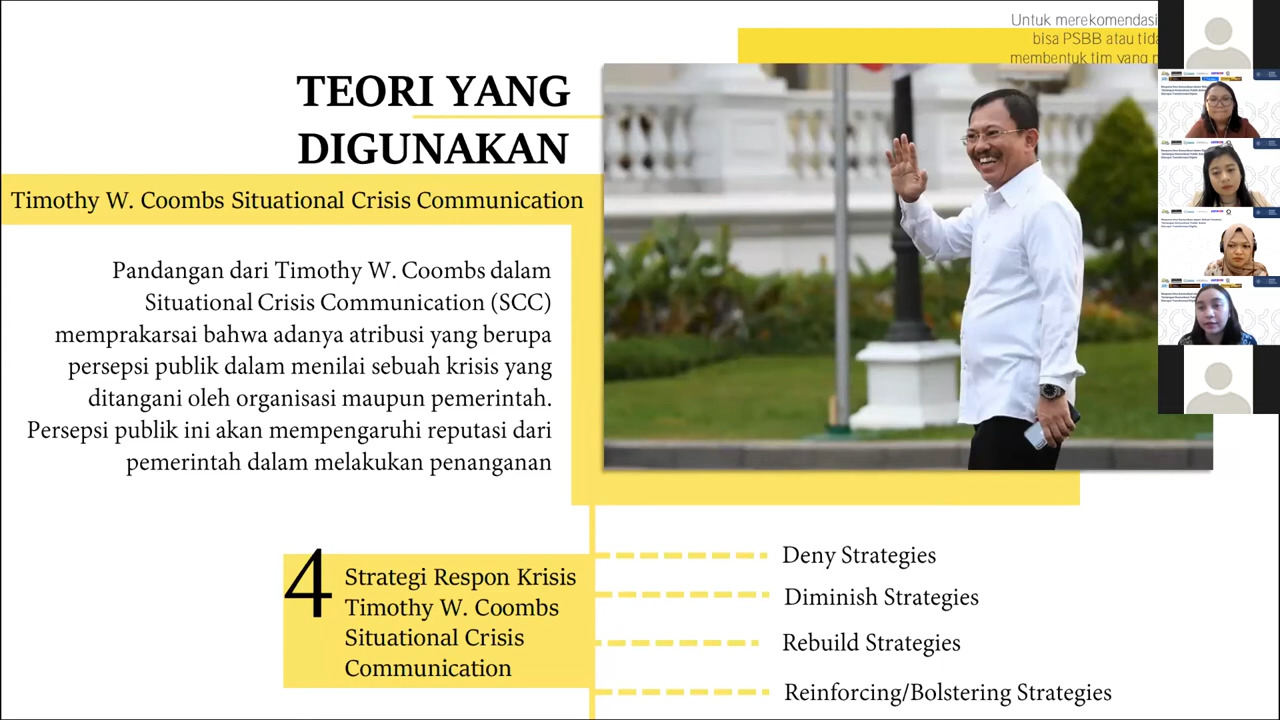 Untuk merekomendasi
bisa PSBB atau tida
membentuk tim yang
TEORI YANG
DIGUNAKAN
Timothy W. Coombs Situational Crisis Communication
Pandangan dari Timothy W. Coombs dalam
Situational Crisis Communication (SCC)
memprakarsai bahwa adanya atribusi yang berupa
persepsi publik dalam menilai sebuah krisis yang
ditangani oleh organisasi maupun pemerintah.
Persepsi publik ini akan mempengaruhi reputasi dari
pemerintah dalam melakukan penanganan
4
Strategi Respon Krisis
Timothy W. Coombs
Situational Crisis
Communication
Deny Strategies
Diminish Strategies
Rebuild Strategies
Reinforcing/Bolstering Strategies